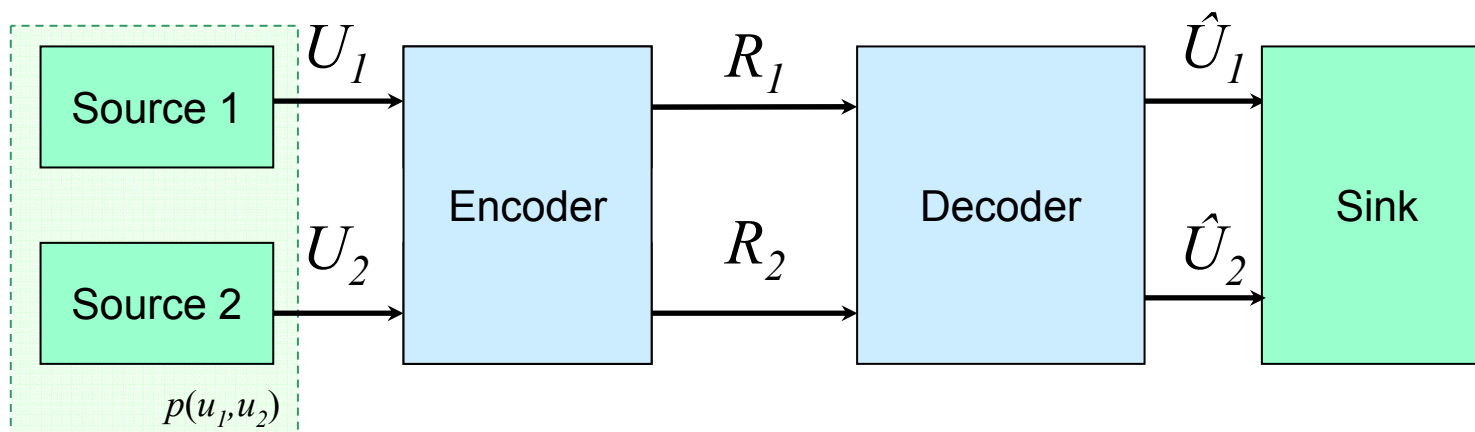 Source 1
U₁
Encoder
R₁
Decoder
Û₁
Sink
Source 2
U₂
R₂
Û₂
p(u₁,u₂)